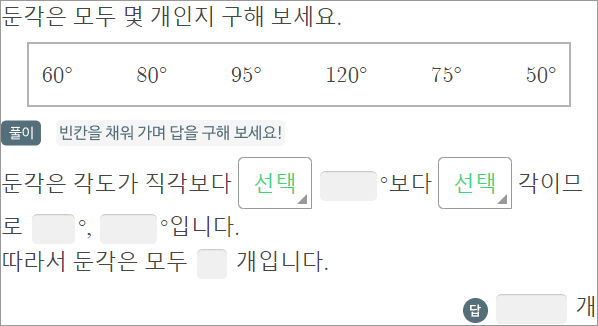 둔각은 모두 몇 개인지 구해 보세요.
60° 80° 95° 120° 75° 50°
풀이 빈칸을 채워 가며 답을 구해 보세요!
둔각은 각도가 직각보다 선택 °보다 선택 각이므
로 °, °입니다.
따라서 둔각은 모두 개입니다.
답 개